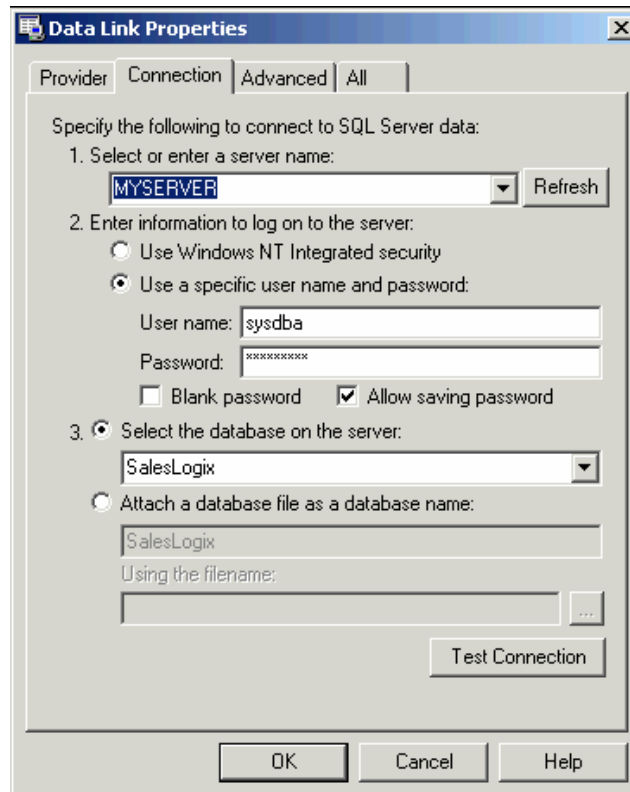 Data Link Properties
Provider Connection Advanced All
Specify the following to connect to SQL Server data:
1. Select or enter a server name:
MYSERVER Refresh
2. Enter information to log on to the server:
Use Windows NT Integrated security
Use a specific user name and password:
User name: sysdba
Password: *********
Blank password Allow saving password
3. Select the database on the server:
SalesLogix
Attach a database file as a database name:
SalesLogix
Using the filename:
...
Test Connection
OK Cancel Help